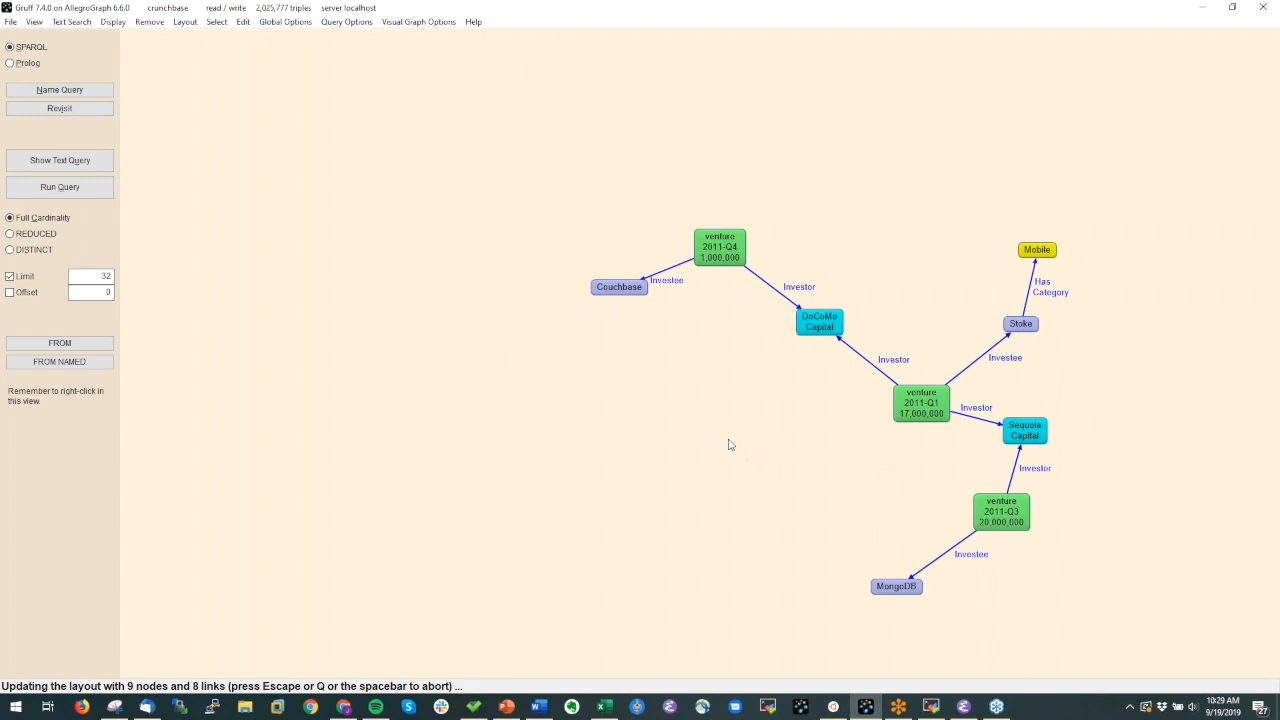 Gruff 7.4.0 on AllegroGraph 6.6.0 crunchbase read / write 2,025,777 triples server localhost
File View Text Search Display Remove Layout Select Edit Global Options Query Options Visual Graph Options Help
SPARQL
Prolog
Name Query
Revisit
Show Text Query
Run Query
Full Cardinality
REDUCED
DISTINCT
Limit 32
Offset 0
FROM
FROM NAMED
Remember to right-click in
this view.
venture
2011-Q4
1,000,000
Investee
Couchbase
Investor
DoCoMo
Capital
Investor
Mobile
Has
Category
Stoke
Investee
venture
2011-Q1
17,000,000
Investor
Sequoia
Capital
Investor
venture
2011-Q3
20,000,000
Investee
MongoDB
Updating the layout with 9 nodes and 8 links (press Escape or Q or the spacebar to abort) ...
10:29 AM
9/19/2019